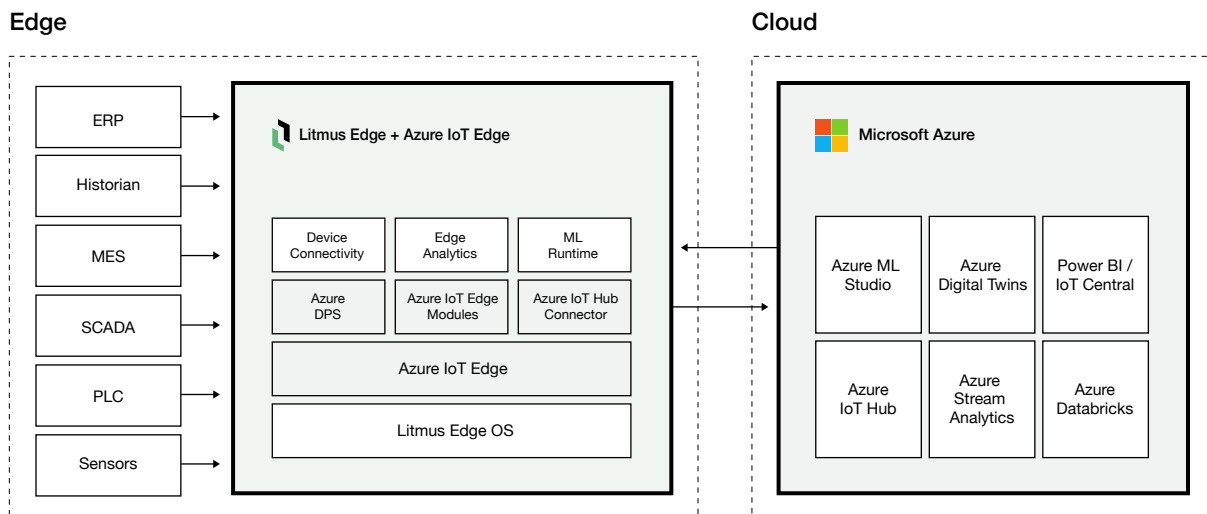 Edge
Cloud
ERP
Historian
MES
SCADA
PLC
Sensors
Litmus Edge + Azure IoT Edge
Device
Connectivity
Edge
Analytics
ML
Runtime
Azure
DPS
Azure IoT Edge
Modules
Azure IoT Hub
Connector
Azure IoT Edge
Litmus Edge OS
Microsoft Azure
Azure ML
Studio
Azure
Digital Twins
Power BI /
IoT Central
Azure
IoT Hub
Azure
Stream
Analytics
Azure
Databricks